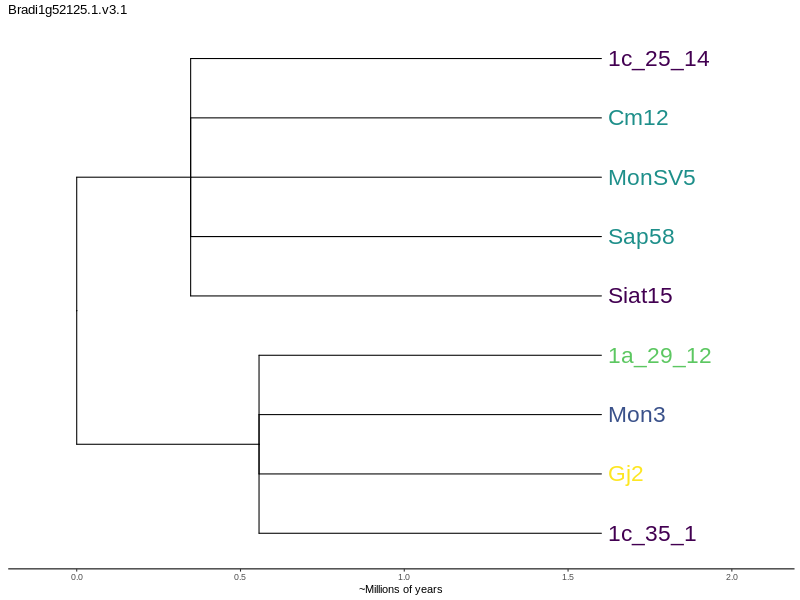 Bradi1g52125.1.v3.1
1c_25_14
Cm12
MonSV5
Sap58
Siat15
1a_29_12
Mon3
Gj2
1c_35_1
0.0 0.5 1.0 1.5 2.0
~Millions of years